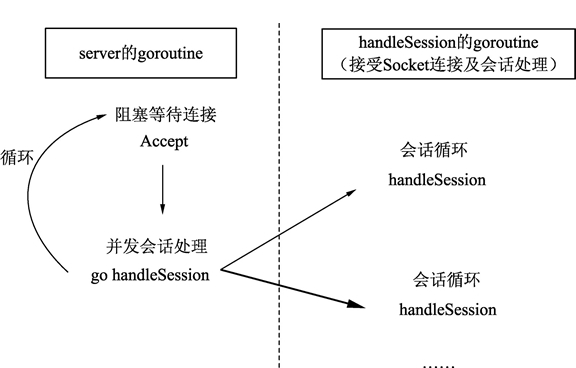 server的goroutine
handleSession的goroutine
（接受Socket连接及会话处理）
阻塞等待连接
Accept
循环
会话循环
handleSession
并发会话处理
go handleSession
会话循环
handleSession
……